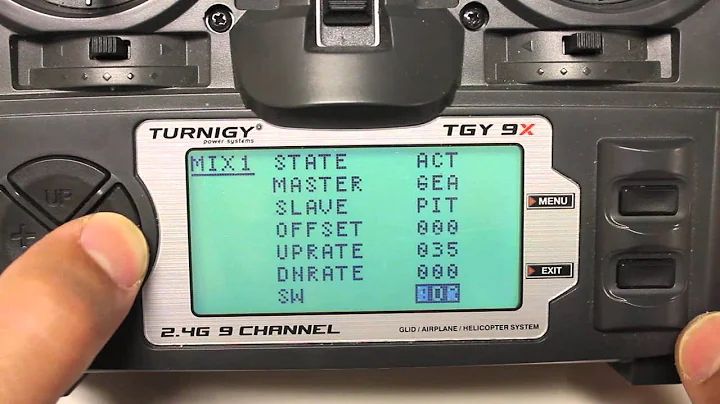 TURNIGY
power systems
TGY 9X
MIX1 STATE ACT
MASTER GEA
SLAVE PIT
OFFSET 000
UPRATE 035
DNRATE 000
SW
UP
MENU
EXIT
2.4G 9 CHANNEL
GLID / AIRPLANE / HELICOPTER SYSTEM